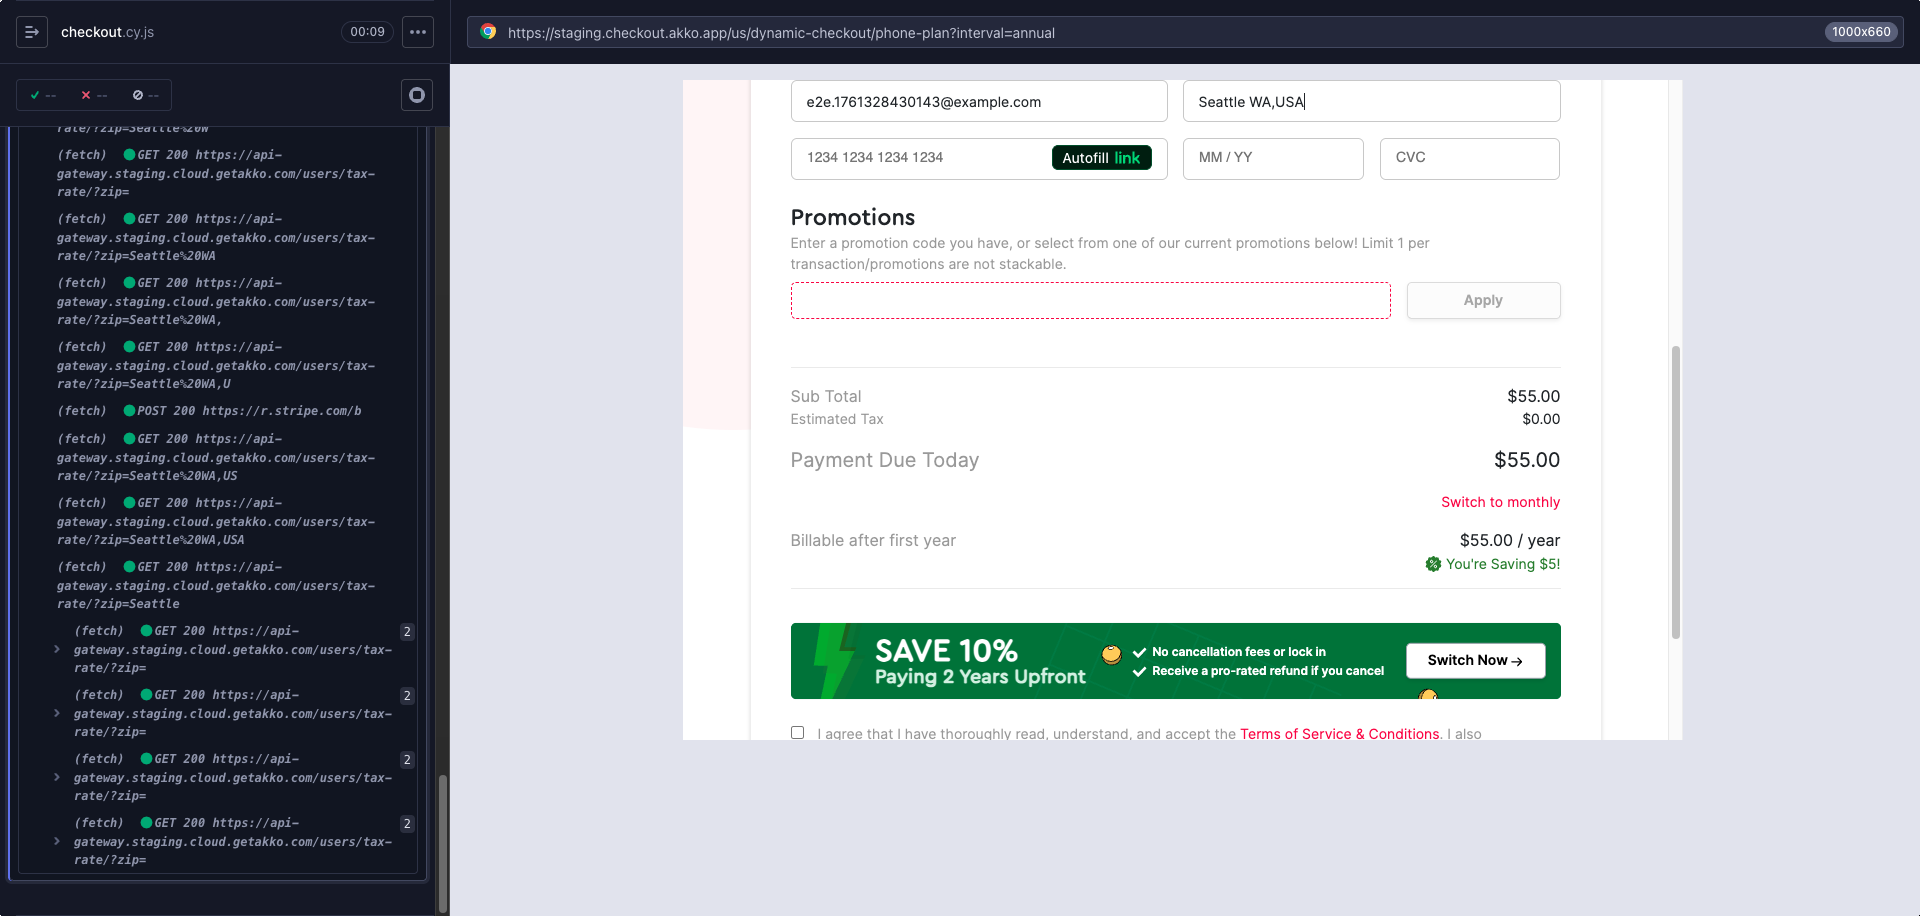 checkout.cy.js
00:09
https://staging.checkout.akko.app/us/dynamic-checkout/phone-plan?interval=annual
1000x660
--
--
--
rate/?zip=Seattle%20W
(fetch) GET 200 https://api-
gateway.staging.cloud.getakko.com/users/tax-
rate/?zip=
(fetch) GET 200 https://api-
gateway.staging.cloud.getakko.com/users/tax-
rate/?zip=Seattle%20WA
(fetch) GET 200 https://api-
gateway.staging.cloud.getakko.com/users/tax-
rate/?zip=Seattle%20WA,
(fetch) GET 200 https://api-
gateway.staging.cloud.getakko.com/users/tax-
rate/?zip=Seattle%20WA,U
(fetch) POST 200 https://r.stripe.com/b
(fetch) GET 200 https://api-
gateway.staging.cloud.getakko.com/users/tax-
rate/?zip=Seattle%20WA,US
(fetch) GET 200 https://api-
gateway.staging.cloud.getakko.com/users/tax-
rate/?zip=Seattle%20WA,USA
(fetch) GET 200 https://api-
gateway.staging.cloud.getakko.com/users/tax-
rate/?zip=Seattle
(fetch) GET 200 https://api- 2
gateway.staging.cloud.getakko.com/users/tax-
rate/?zip=
(fetch) GET 200 https://api- 2
gateway.staging.cloud.getakko.com/users/tax-
rate/?zip=
(fetch) GET 200 https://api- 2
gateway.staging.cloud.getakko.com/users/tax-
rate/?zip=
(fetch) GET 200 https://api- 2
gateway.staging.cloud.getakko.com/users/tax-
rate/?zip=
e2e.1761328430143@example.com
Seattle WA,USA
1234 1234 1234 1234
Autofill link
MM / YY
CVC
Promotions
Enter a promotion code you have, or select from one of our current promotions below! Limit 1 per
transaction/promotions are not stackable.
Apply
Sub Total $55.00
Estimated Tax $0.00
Payment Due Today $55.00
Switch to monthly
Billable after first year $55.00 / year
You're Saving $5!
SAVE 10%
Paying 2 Years Upfront
No cancellation fees or lock in
Receive a pro-rated refund if you cancel
Switch Now →
I agree that I have thoroughly read, understand, and accept the Terms of Service & Conditions. I also